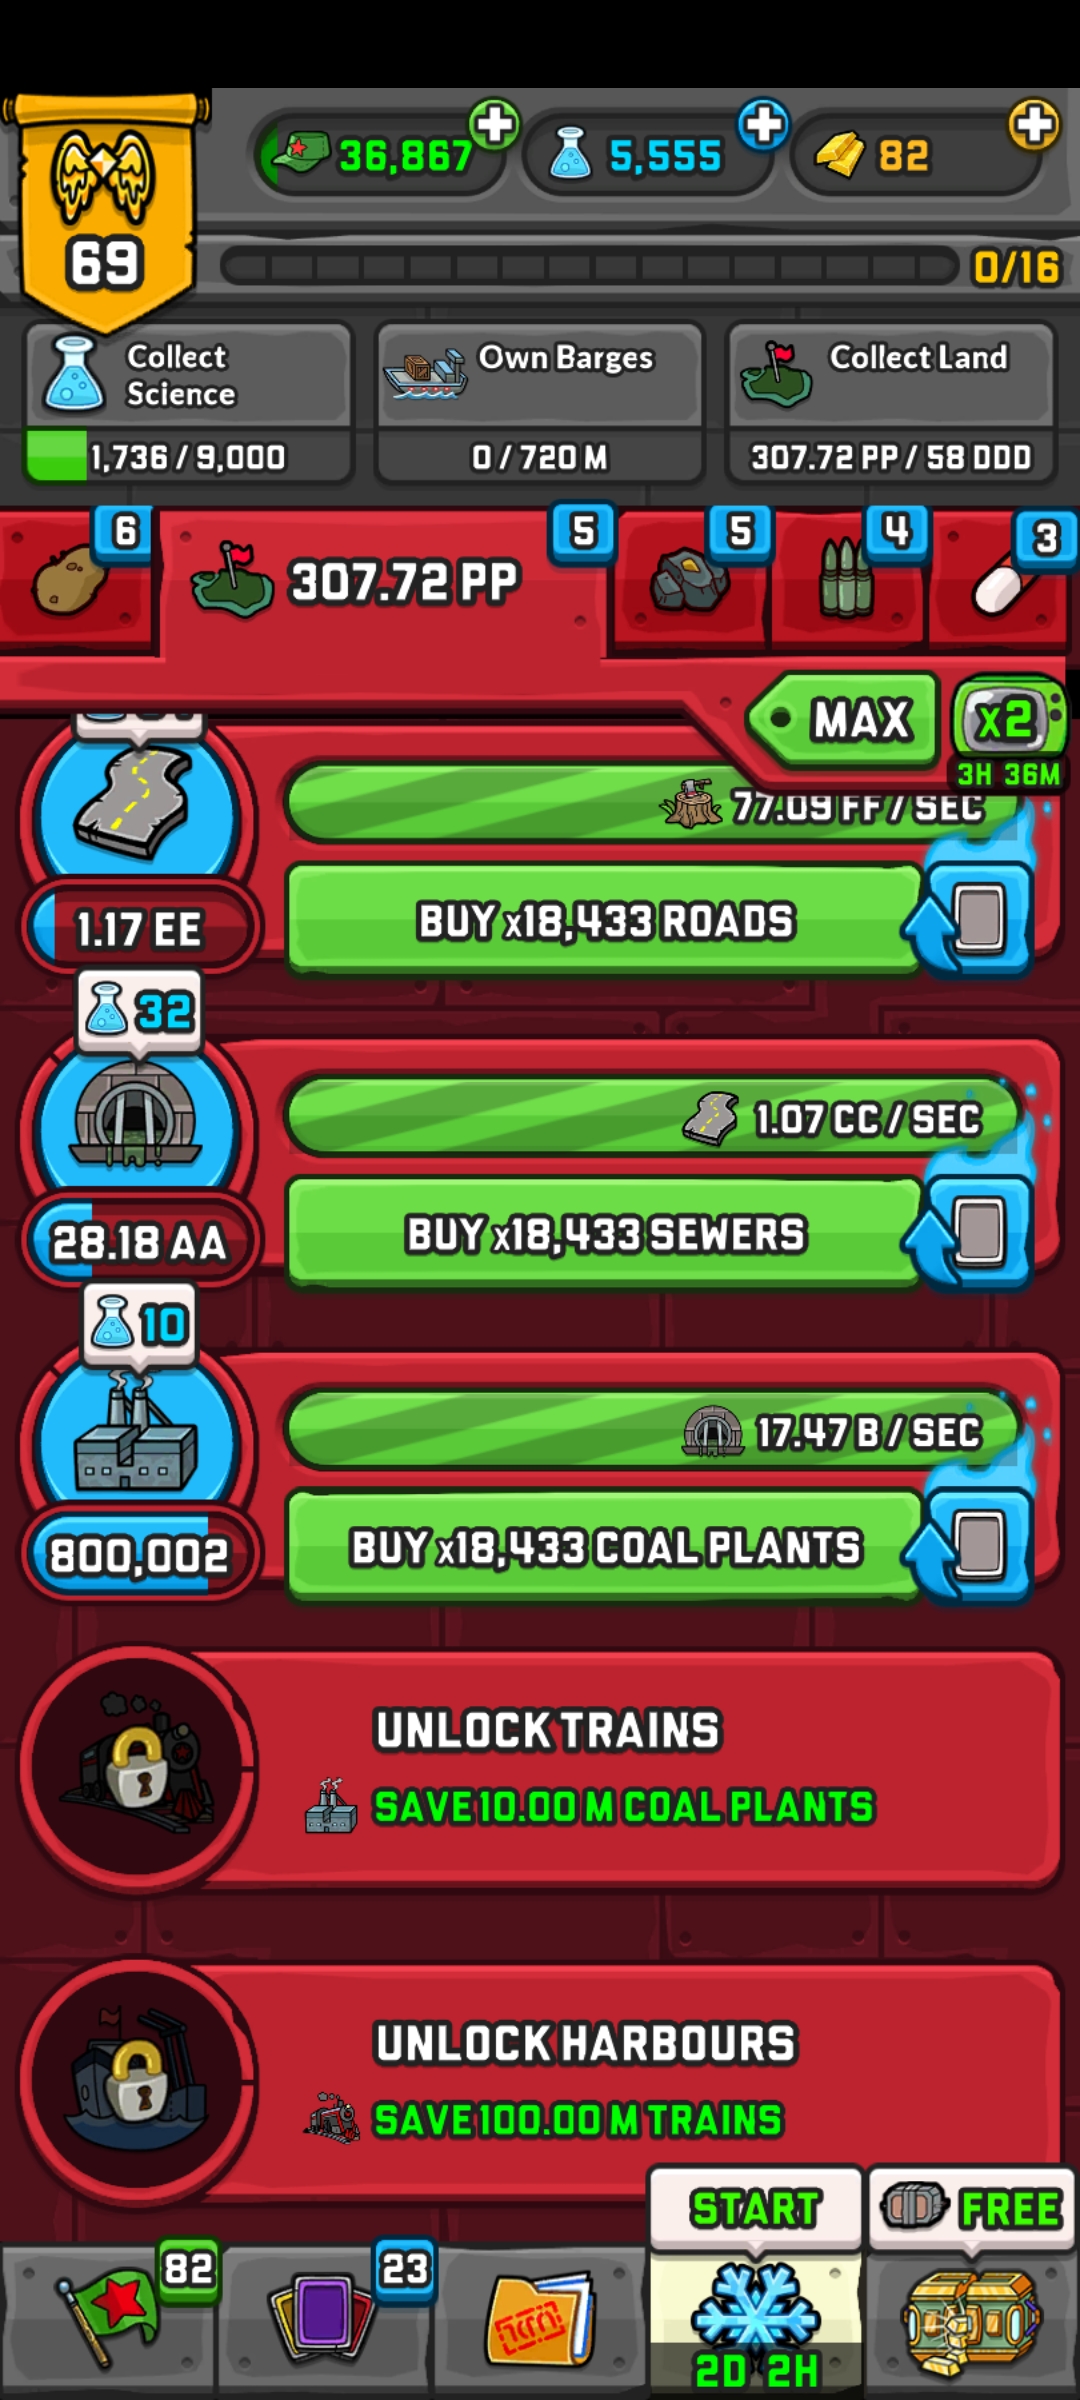 36,867
5,555
82
69
0/16
Collect
Science
1,736 / 9,000
Own Barges
0 / 720 M
Collect Land
307.72 PP / 58 DDD
6
307.72 PP
5
5
4
3
MAX
x2
3H 36M
77.09 FF / SEC
BUY x18,433 ROADS
1.17 EE
32
1.07 CC / SEC
BUY x18,433 SEWERS
28.18 AA
10
17.47 B / SEC
BUY x18,433 COAL PLANTS
800,002
UNLOCK TRAINS
SAVE 10.00 M COAL PLANTS
UNLOCK HARBOURS
SAVE 100.00 M TRAINS
START
FREE
82
23
2D 2H